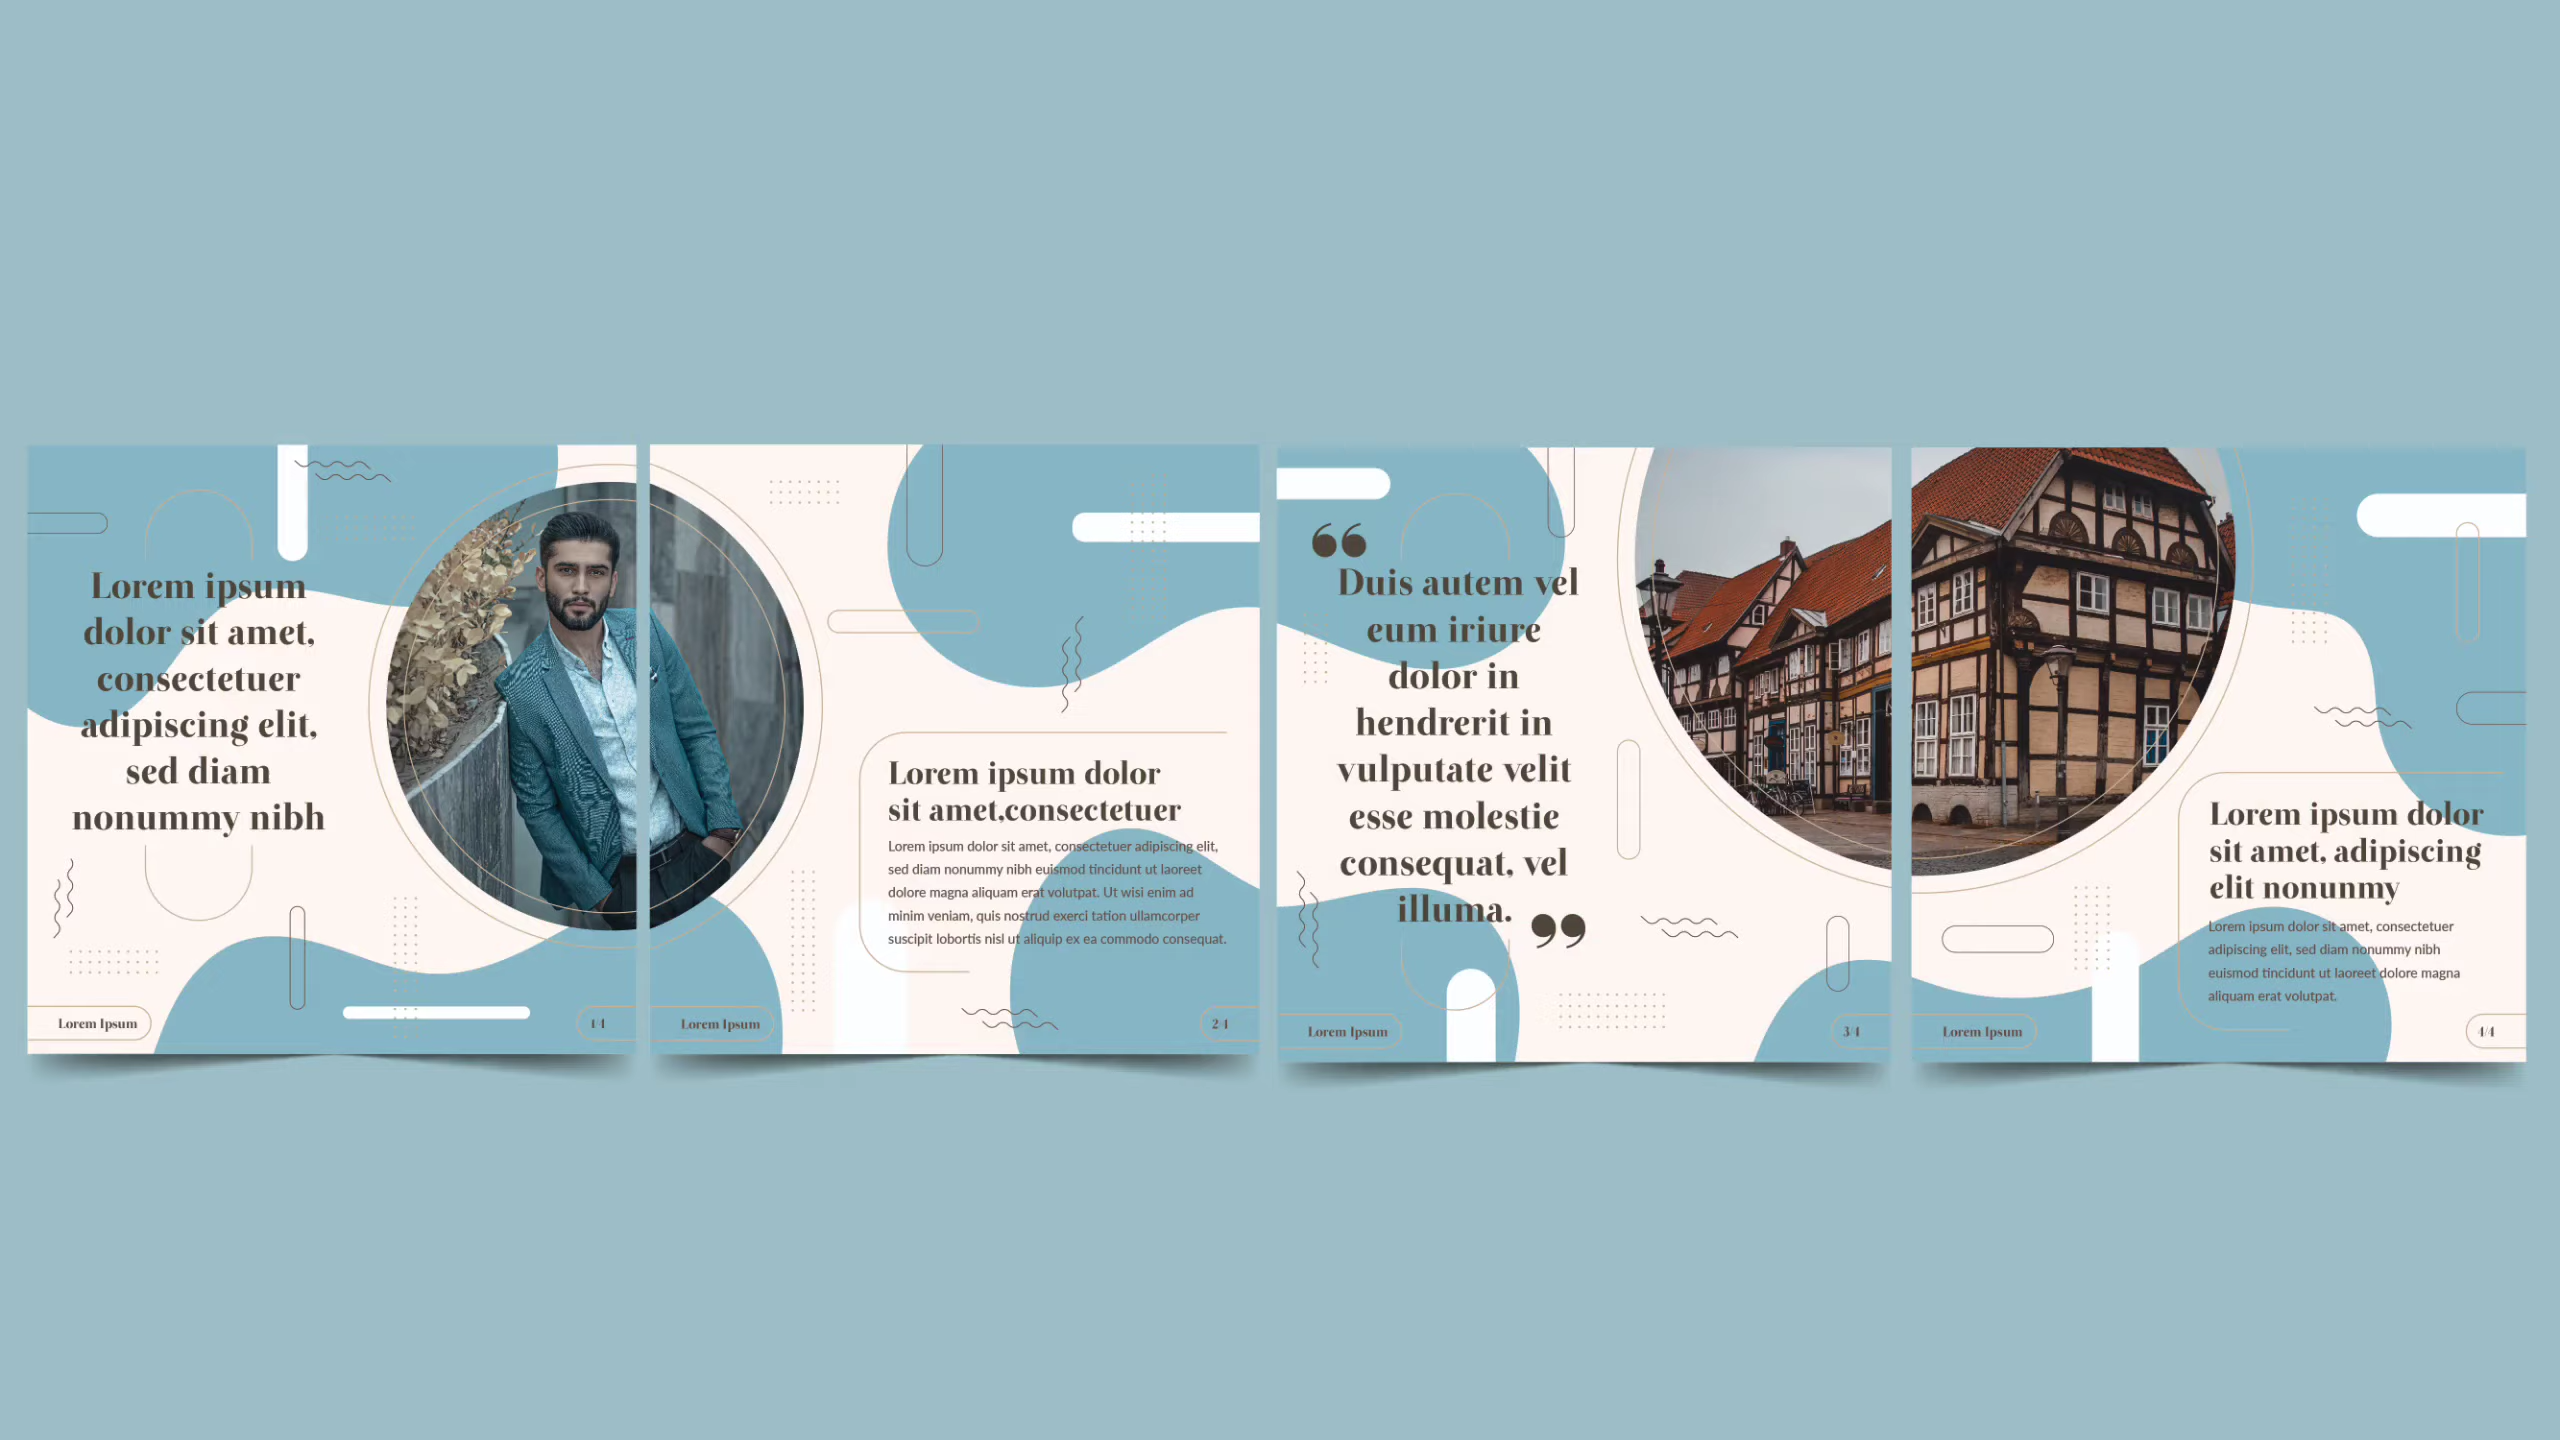 Lorem ipsum
dolor sit amet,
consectetuer
adipiscing elit,
sed diam
nonummy nibh
Lorem Ipsum
1/4
Lorem ipsum dolor
sit amet,consectetuer
Lorem ipsum dolor sit amet, consectetuer adipiscing elit,
sed diam nonummy nibh euismod tincidunt ut laoreet
dolore magna aliquam erat volutpat. Ut wisi enim ad
minim veniam, quis nostrud exerci tation ullamcorper
suscipit lobortis nisl ut aliquip ex ea commodo consequat.
Lorem Ipsum
2/4
“
Duis autem vel
eum iriure
dolor in
hendrerit in
vulputate velit
esse molestie
consequat, vel
illuma.
”
Lorem Ipsum
3/4
Lorem ipsum dolor
sit amet, adipiscing
elit nonunmy
Lorem ipsum dolor sit amet, consectetuer
adipiscing elit, sed diam nonummy nibh
euismod tincidunt ut laoreet dolore magna
aliquam erat volutpat.
Lorem Ipsum
4/4